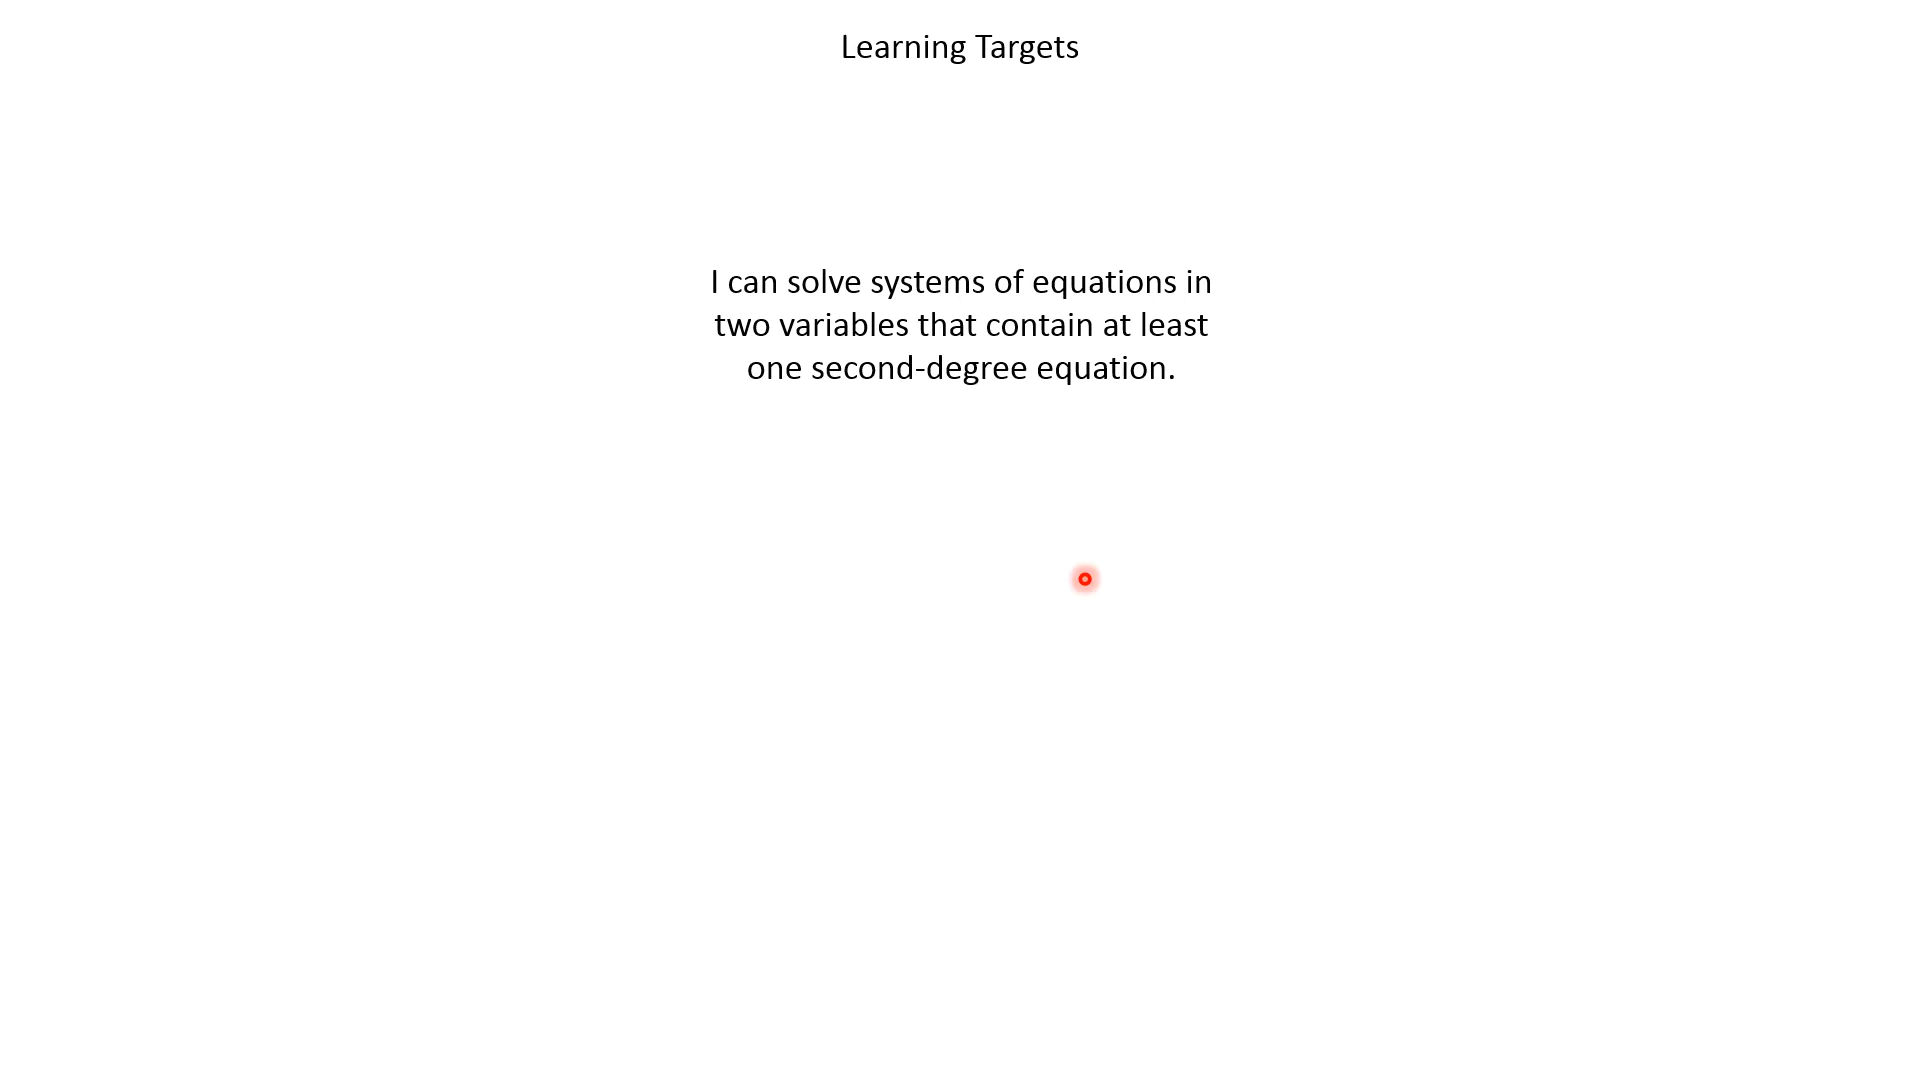 Learning Targets
I can solve systems of equations in
two variables that contain at least
one second-degree equation.